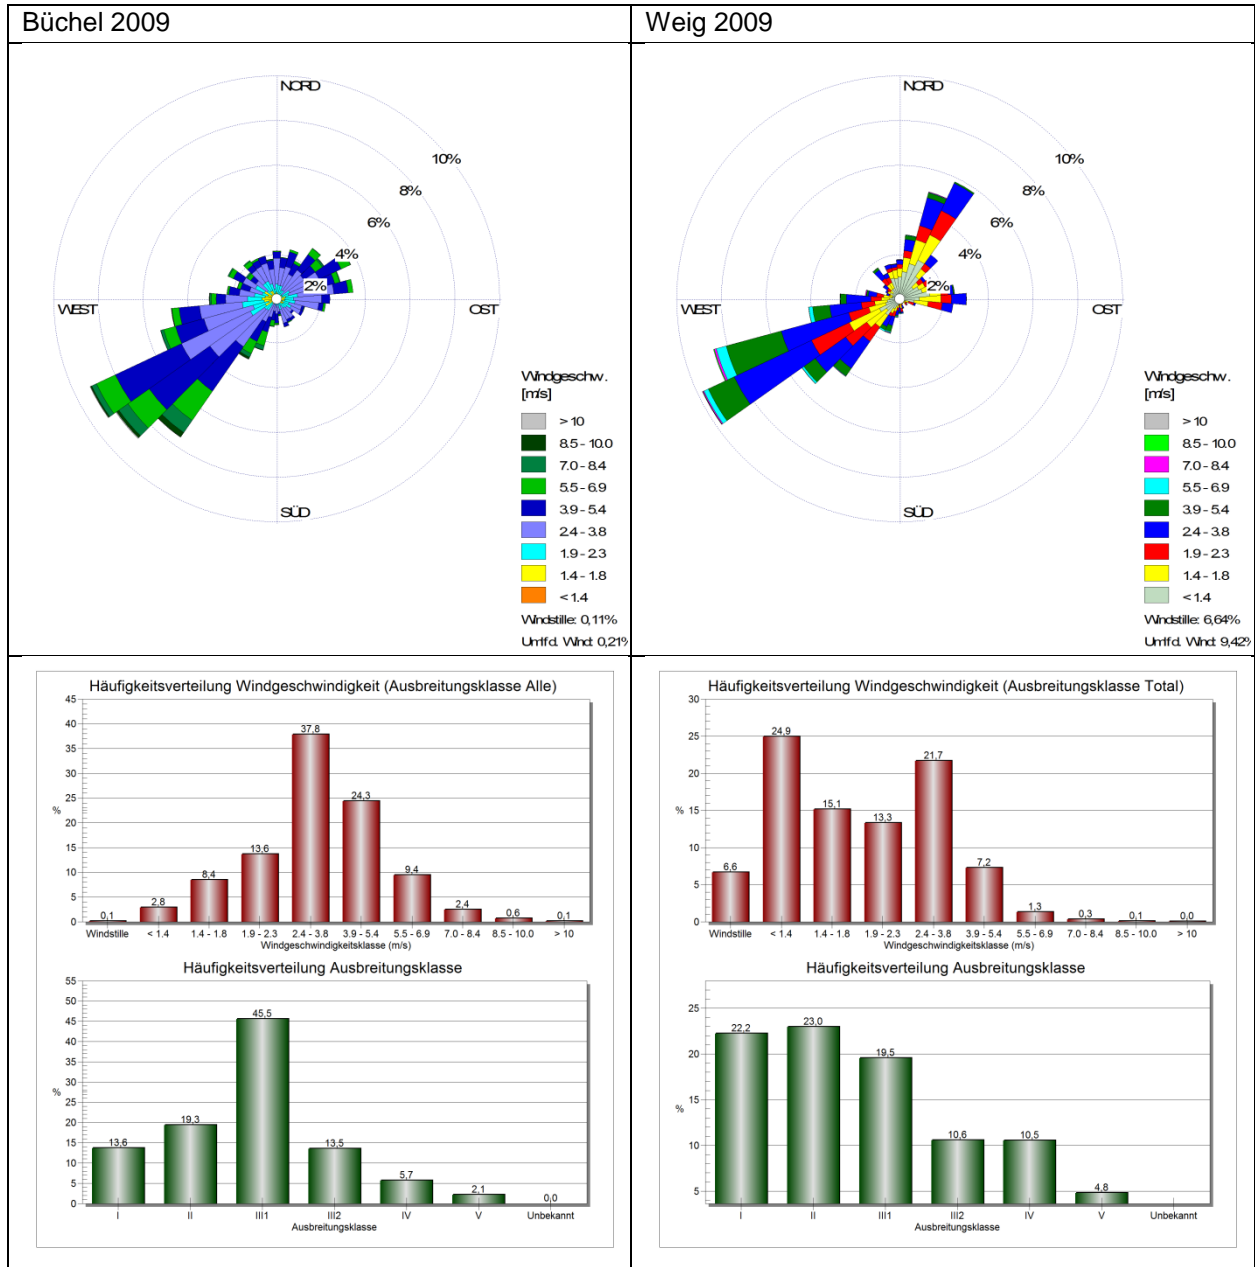 Büchel 2009
Weig 2009
NORD
10%
8%
6%
4%
2%
WEST
OST
SÜD
Windgeschw.
[m/s]
> 10
8.5 - 10.0
7.0 - 8.4
5.5 - 6.9
3.9 - 5.4
2.4 - 3.8
1.9 - 2.3
1.4 - 1.8
< 1.4
Windstille: 0,11%
Umlfd. Wind: 0,21%
NORD
10%
8%
6%
4%
2%
WEST
OST
SÜD
Windgeschw.
[m/s]
> 10
8.5 - 10.0
7.0 - 8.4
5.5 - 6.9
3.9 - 5.4
2.4 - 3.8
1.9 - 2.3
1.4 - 1.8
< 1.4
Windstille: 6,64%
Umlfd. Wind: 9,42%
Häufigkeitsverteilung Windgeschwindigkeit (Ausbreitungsklasse Alle)
45
40
35
30
25
20
15
10
5
0
%
0,1
2,8
8,4
13,6
37,8
24,3
9,4
2,4
0,6
0,1
Windstille < 1.4 1.4 - 1.8 1.9 - 2.3 2.4 - 3.8 3.9 - 5.4 5.5 - 6.9 7.0 - 8.4 8.5 - 10.0 > 10
Windgeschwindigkeitsklasse (m/s)
Häufigkeitsverteilung Ausbreitungsklasse
55
50
45
40
35
30
25
20
15
10
5
0
%
13,6
19,3
45,5
13,5
5,7
2,1
0,0
I II III1 III2 IV V Unbekannt
Ausbreitungsklasse
Häufigkeitsverteilung Windgeschwindigkeit (Ausbreitungsklasse Total)
30
25
20
15
10
5
0
%
6,6
24,9
15,1
13,3
21,7
7,2
1,3
0,3
0,1
0,0
Windstille < 1.4 1.4 - 1.8 1.9 - 2.3 2.4 - 3.8 3.9 - 5.4 5.5 - 6.9 7.0 - 8.4 8.5 - 10.0 > 10
Windgeschwindigkeitsklasse (m/s)
Häufigkeitsverteilung Ausbreitungsklasse
25
20
15
10
5
%
22,2
23,0
19,5
10,6
10,5
4,8
I II III1 III2 IV V Unbekannt
Ausbreitungsklasse